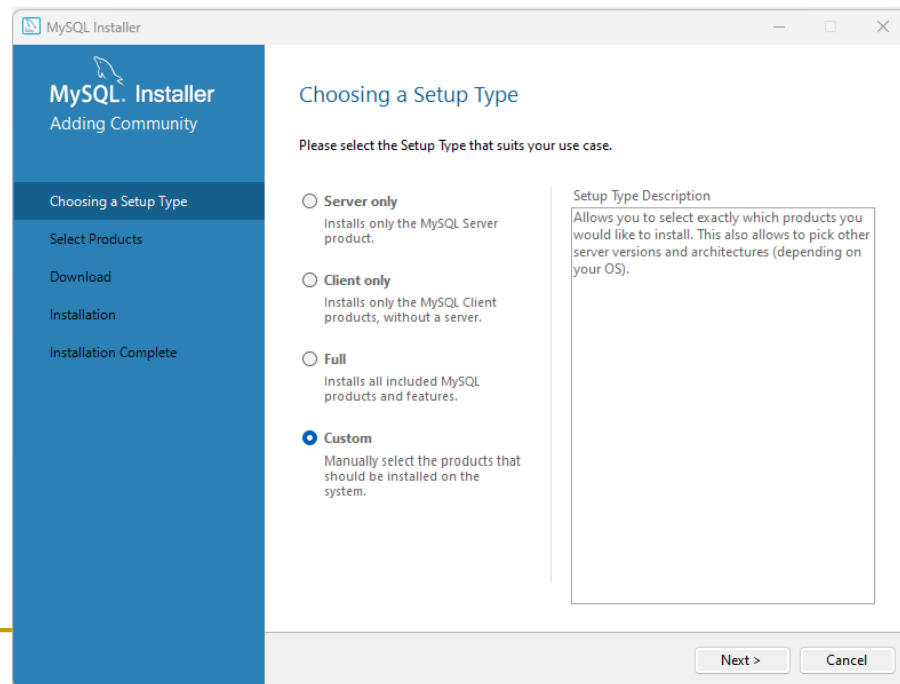 MySQL Installer
MySQL. Installer
Adding Community
Choosing a Setup Type
Select Products
Download
Installation
Installation Complete
Choosing a Setup Type
Please select the Setup Type that suits your use case.
Server only
Installs only the MySQL Server
product.
Client only
Installs only the MySQL Client
products, without a server.
Full
Installs all included MySQL
products and features.
Custom
Manually select the products that
should be installed on the
system.
Setup Type Description
Allows you to select exactly which products you
would like to install. This also allows to pick other
server versions and architectures (depending on
your OS).
Next >
Cancel